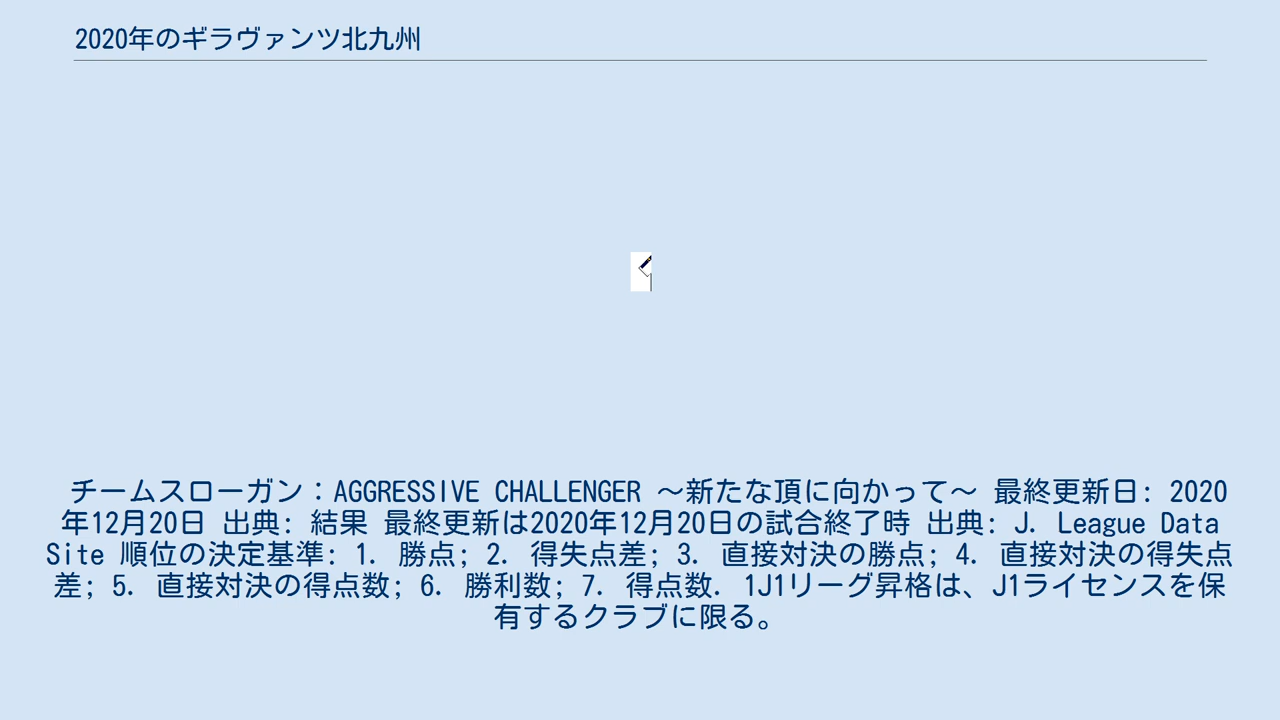 2020年のギラヴァンツ北九州
チームスローガン：AGGRESSIVE CHALLENGER ～新たな頂に向かって～ 最終更新日: 2020
年12月20日 出典: 結果 最終更新は2020年12月20日の試合終了時 出典: J. League Data
Site 順位の決定基準: 1. 勝点; 2. 得失点差; 3. 直接対決の勝点; 4. 直接対決の得失点
差; 5. 直接対決の得点数; 6. 勝利数; 7. 得点数. 1J1リーグ昇格は、J1ライセンスを保
有するクラブに限る。